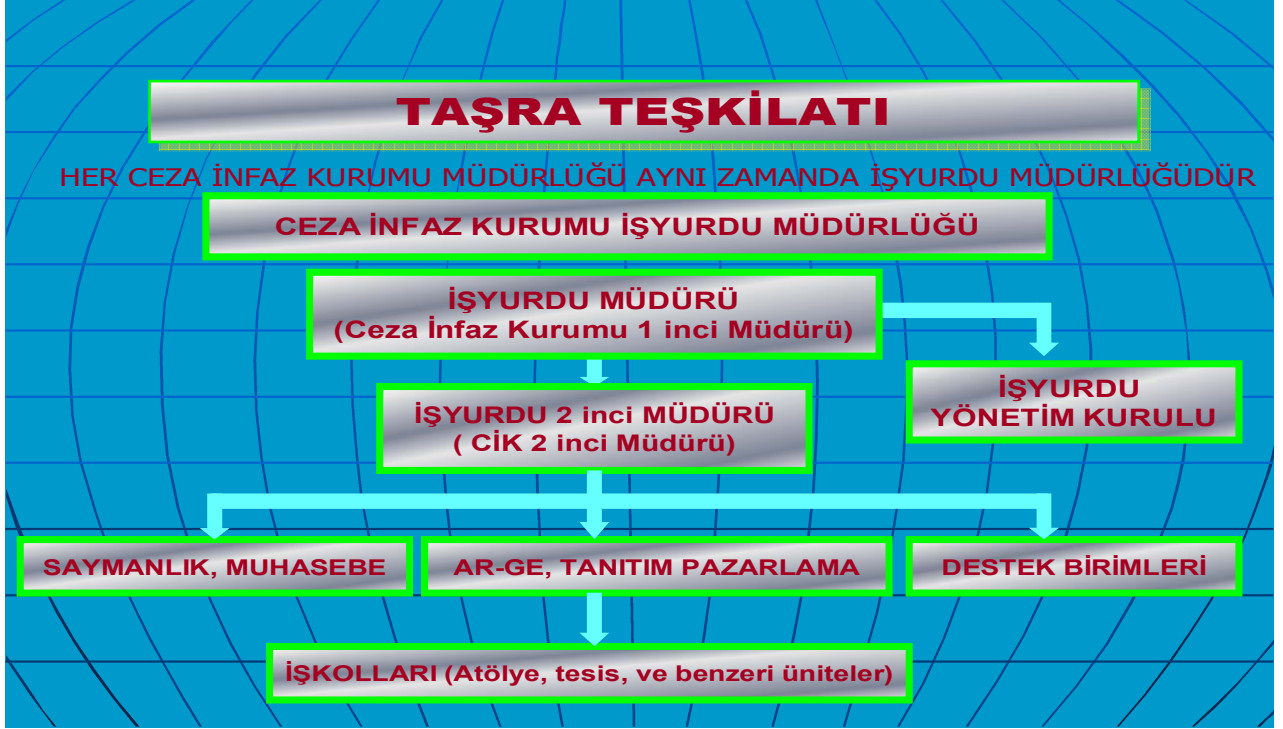 TAŞRA TEŞKİLATI
HER CEZA İNFAZ KURUMU MÜDÜRLÜĞÜ AYNI ZAMANDA İŞYURDU MÜDÜRLÜĞÜDÜR
CEZA İNFAZ KURUMU İŞYURDU MÜDÜRLÜĞÜ
İŞYURDU MÜDÜRÜ
(Ceza İnfaz Kurumu 1 inci Müdürü)
İŞYURDU
YÖNETİM KURULU
İŞYURDU 2 inci MÜDÜRÜ
( CİK 2 inci Müdürü)
SAYMANLIK, MUHASEBE
AR-GE, TANITIM PAZARLAMA
DESTEK BİRİMLERİ
İŞKOLLARI (Atölye, tesis, ve benzeri üniteler)